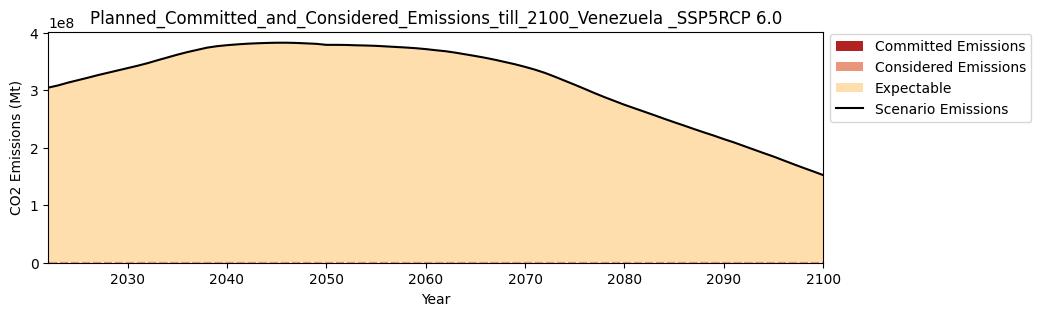 Planned_Committed_and_Considered_Emissions_till_2100_Venezuela _SSP5RCP 6.0
1e8
4
3
2
1
0
CO2 Emissions (Mt)
2030 2040 2050 2060 2070 2080 2090 2100
Year
Committed Emissions
Considered Emissions
Expectable
Scenario Emissions